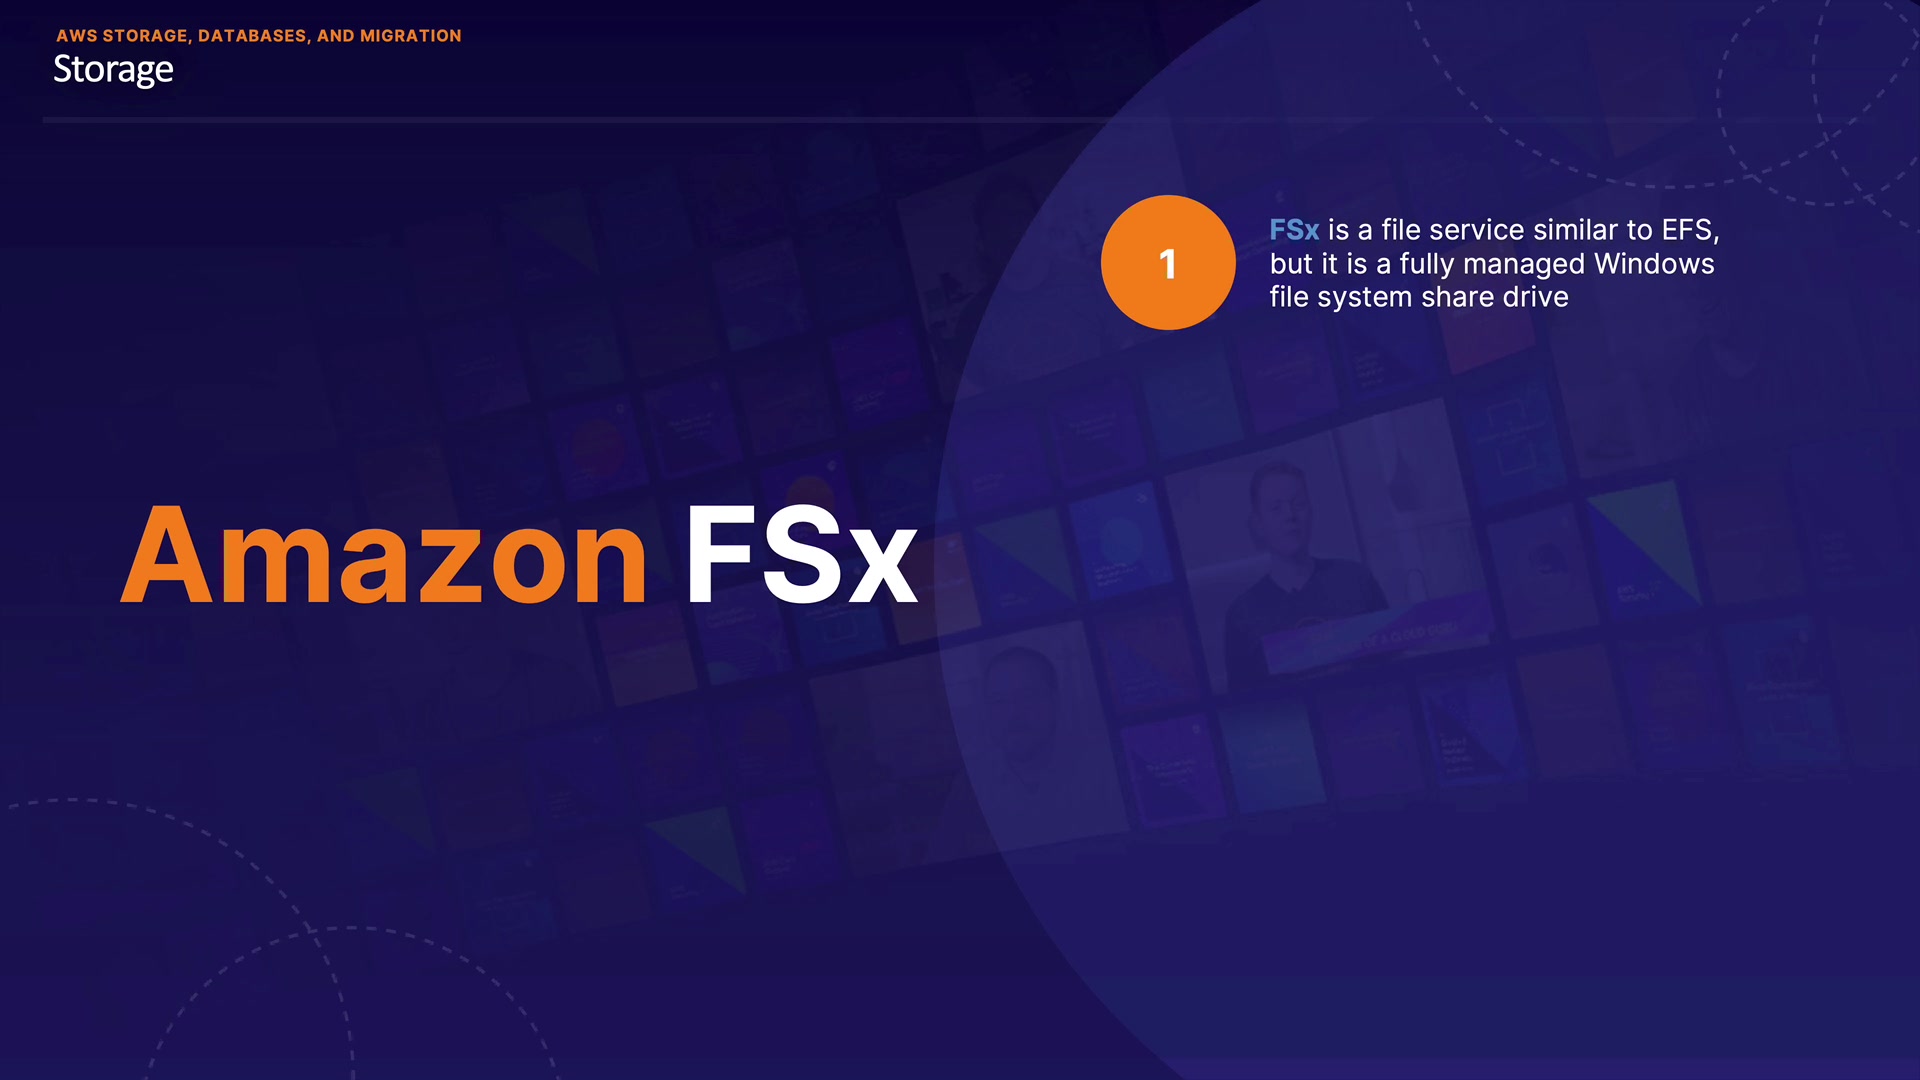 AWS STORAGE, DATABASES, AND MIGRATION
Storage
1
FSx is a file service similar to EFS,
but it is a fully managed Windows
file system share drive
Amazon FSx